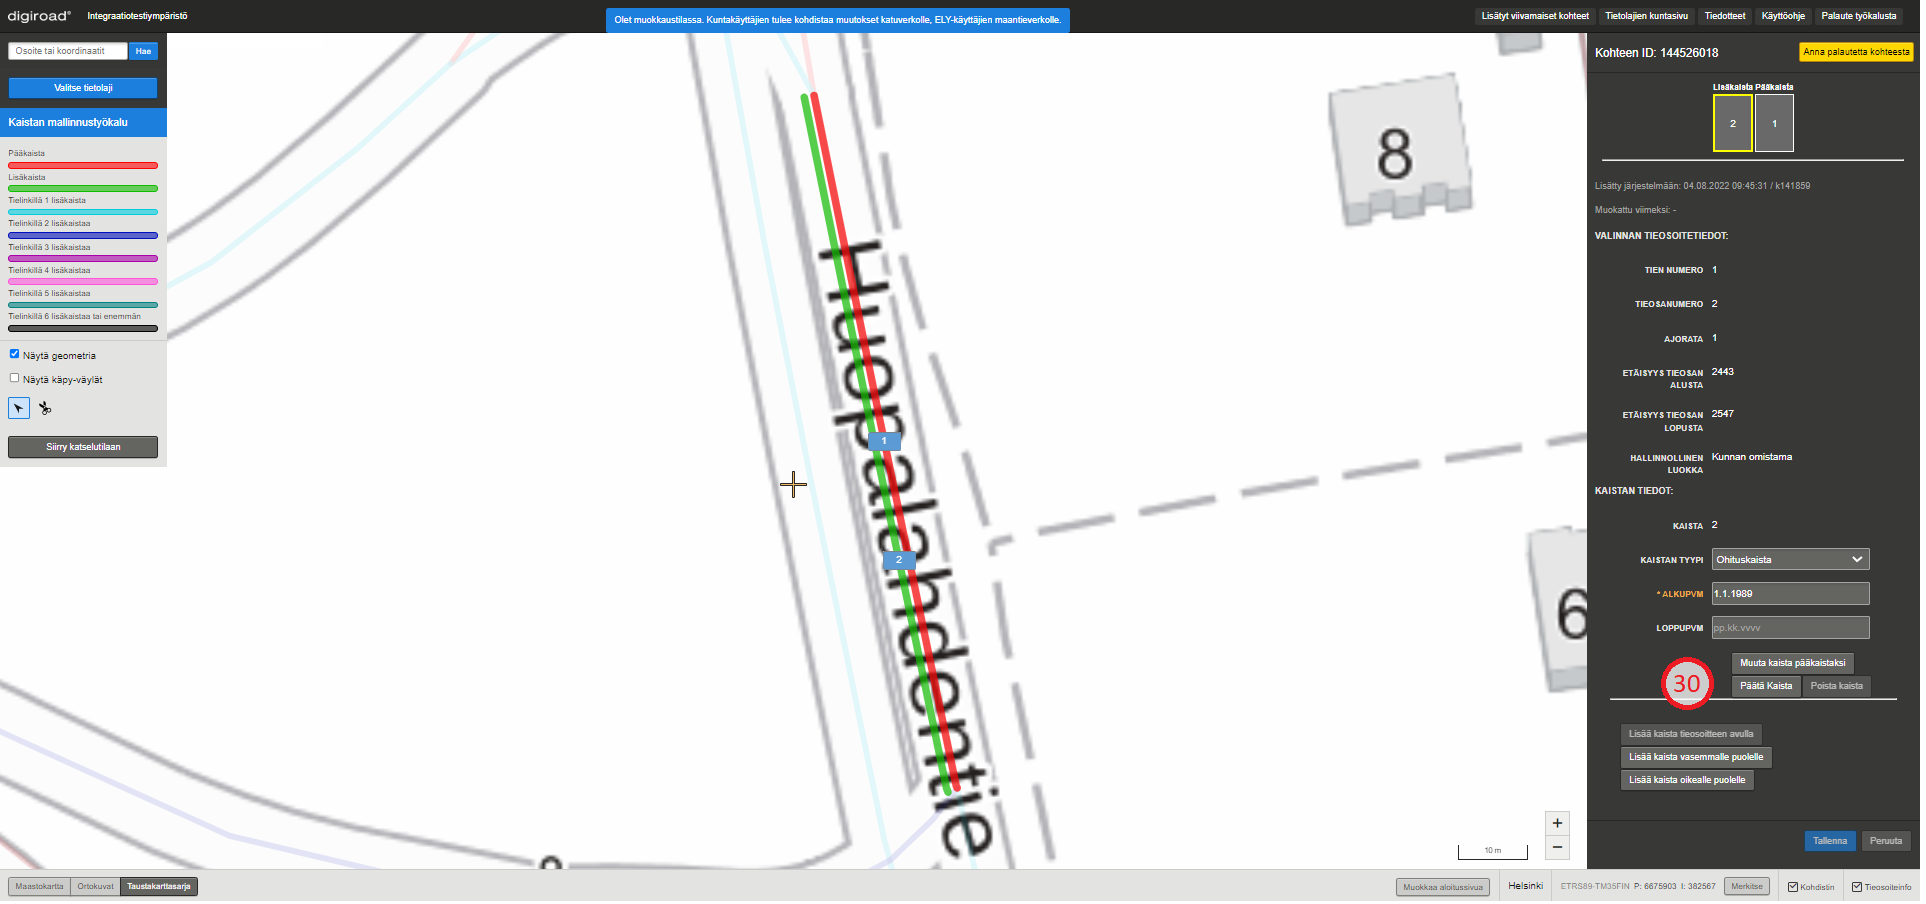 digiroad®
Integraatiotestiympäristö
Olet muokkaustilassa. Kuntakäyttäjien tulee kohdistaa muutokset katuverkolle, ELY-käyttäjien maantieverkolle.
Lisätyt viivamaiset kohteet
Tietolajien kuntasivu
Tiedotteet
Käyttöohje
Palaute työkalusta
Osoite tai koordinaatit
Hae
Valitse tietolaji
Kaistan mallinnustyökalu
Pääkaista
Lisäkaista
Tielinkillä 1 lisäkaista
Tielinkillä 2 lisäkaistaa
Tielinkillä 3 lisäkaistaa
Tielinkillä 4 lisäkaistaa
Tielinkillä 5 lisäkaistaa
Tielinkillä 6 lisäkaistaa tai enemmän
Näytä geometria
Näytä käpy-väylät
Siirry katselutilaan
Huopalahdentie
1
2
8
6
10 m
+
−
Kohteen ID: 144526018
Anna palautetta kohteesta
Lisäkaista Pääkaista
2 1
Lisätty järjestelmään: 04.08.2022 09:45:31 / k141859
Muokattu viimeksi: -
VALINNAN TIEOSOITETIEDOT:
TIEN NUMERO 1
TIEOSANUMERO 2
AJORATA 1
ETÄISYYS TIEOSAN 2443
ALUSTA
ETÄISYYS TIEOSAN 2547
LOPUSTA
HALLINNOLLINEN Kunnan omistama
LUOKKA
KAISTAN TIEDOT:
KAISTA 2
KAISTAN TYYPI Ohituskaista
* ALKUPVM 1.1.1989
LOPPUPVM pp.kk.vvvv
Muuta kaista pääkaistaksi
30
Päätä Kaista
Poista kaista
Lisää kaista tieosoitteen avulla
Lisää kaista vasemmalle puolelle
Lisää kaista oikealle puolelle
Tallenna
Peruuta
Maastokartta
Ortokuvat
Taustakarttasarja
Muokkaa aloitussivua
Helsinki
ETRS89-TM35FIN P: 6675903 I: 382567
Merkitse
Kohdistin
Tieosoiteinfo